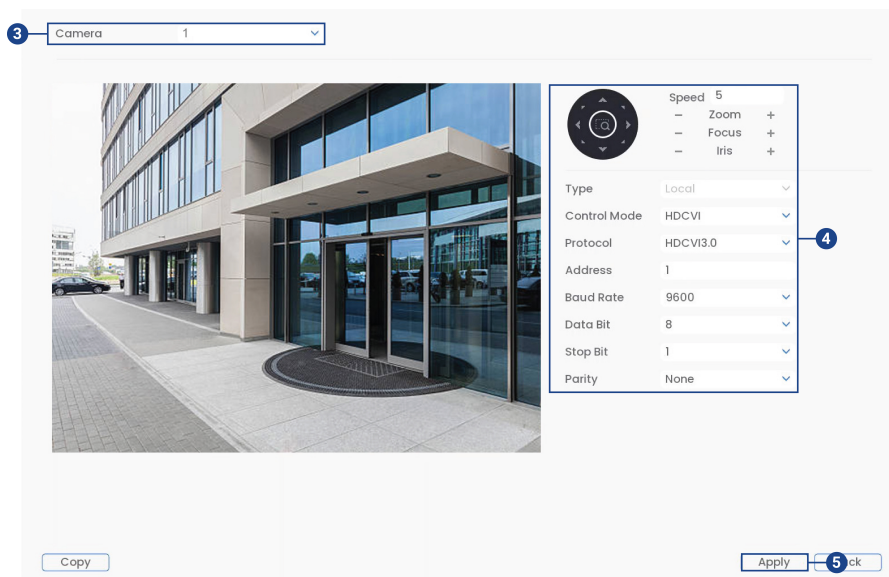 3 Camera 1
Speed 5
- Zoom +
- Focus +
- Iris +
Type Local
Control Mode HDCVI
4
Protocol HDCVI3.0
Address 1
Baud Rate 9600
Data Bit 8
Stop Bit 1
Parity None
Copy Apply 5 ck